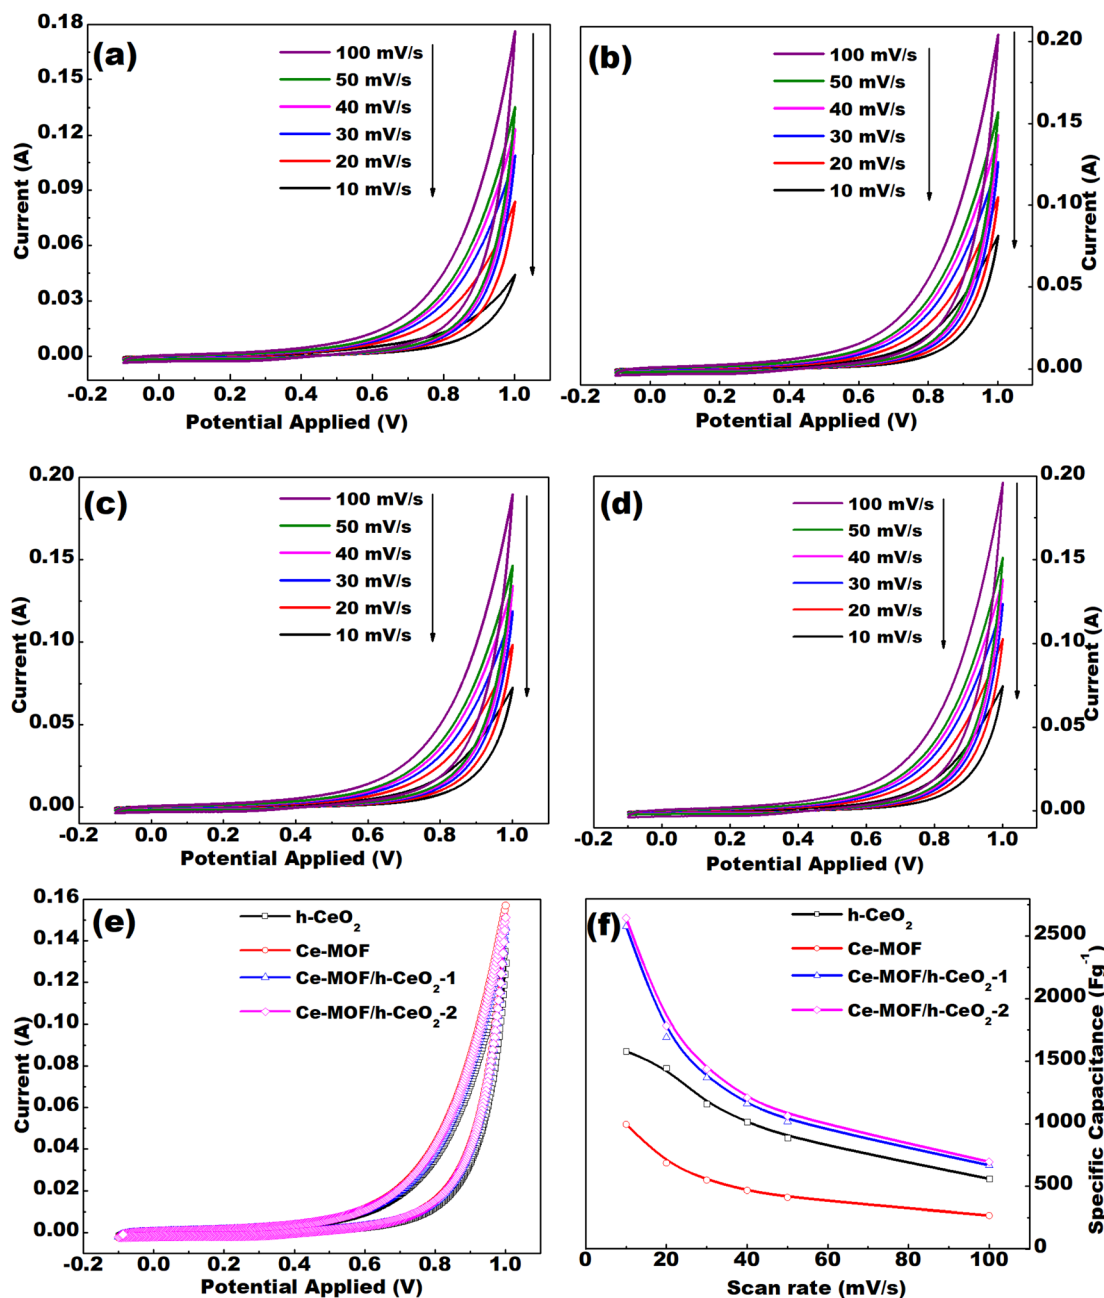 (a)
100 mV/s
50 mV/s
40 mV/s
30 mV/s
20 mV/s
10 mV/s
0.18
0.15
0.12
0.09
0.06
0.03
0.00
Current (A)
-0.2 0.0 0.2 0.4 0.6 0.8 1.0
Potential Applied (V)
(b)
100 mV/s
50 mV/s
40 mV/s
30 mV/s
20 mV/s
10 mV/s
0.20
0.15
0.10
0.05
0.00
Current (A)
-0.2 0.0 0.2 0.4 0.6 0.8 1.0
Potential Applied (V)
(c)
100 mV/s
50 mV/s
40 mV/s
30 mV/s
20 mV/s
10 mV/s
0.20
0.15
0.10
0.05
0.00
Current (A)
-0.2 0.0 0.2 0.4 0.6 0.8 1.0
Potential Applied (V)
(d)
100 mV/s
50 mV/s
40 mV/s
30 mV/s
20 mV/s
10 mV/s
0.20
0.15
0.10
0.05
0.00
Current (A)
-0.2 0.0 0.2 0.4 0.6 0.8 1.0
Potential Applied (V)
(e)
h-CeO₂
Ce-MOF
Ce-MOF/h-CeO₂-1
Ce-MOF/h-CeO₂-2
0.16
0.14
0.12
0.10
0.08
0.06
0.04
0.02
0.00
Current (A)
-0.2 0.0 0.2 0.4 0.6 0.8 1.0
Potential Applied (V)
(f)
h-CeO₂
Ce-MOF
Ce-MOF/h-CeO₂-1
Ce-MOF/h-CeO₂-2
2500
2000
1500
1000
500
0
Specific Capacitance (Fg⁻¹)
0 20 40 60 80 100
Scan rate (mV/s)